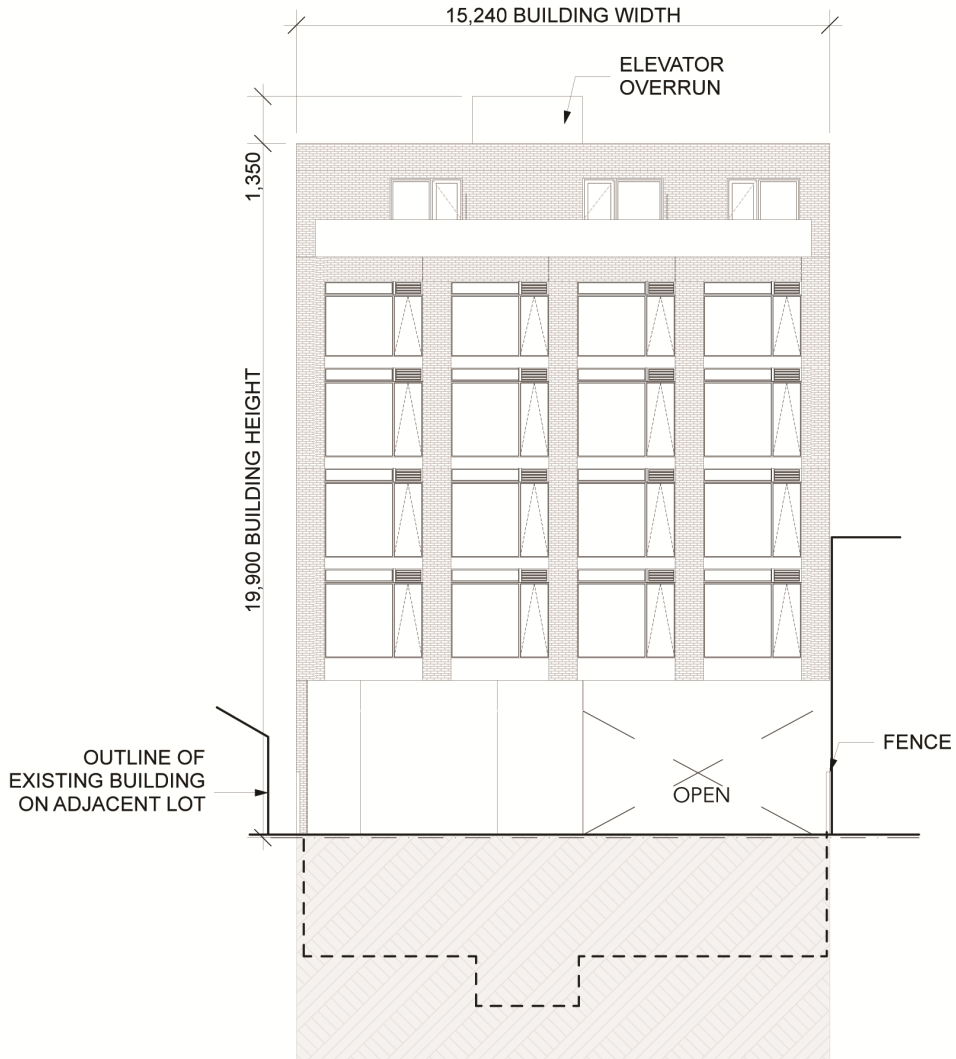 15,240 BUILDING WIDTH
ELEVATOR
OVERRUN
1,350
19,900 BUILDING HEIGHT
OUTLINE OF
EXISTING BUILDING
ON ADJACENT LOT
FENCE
OPEN